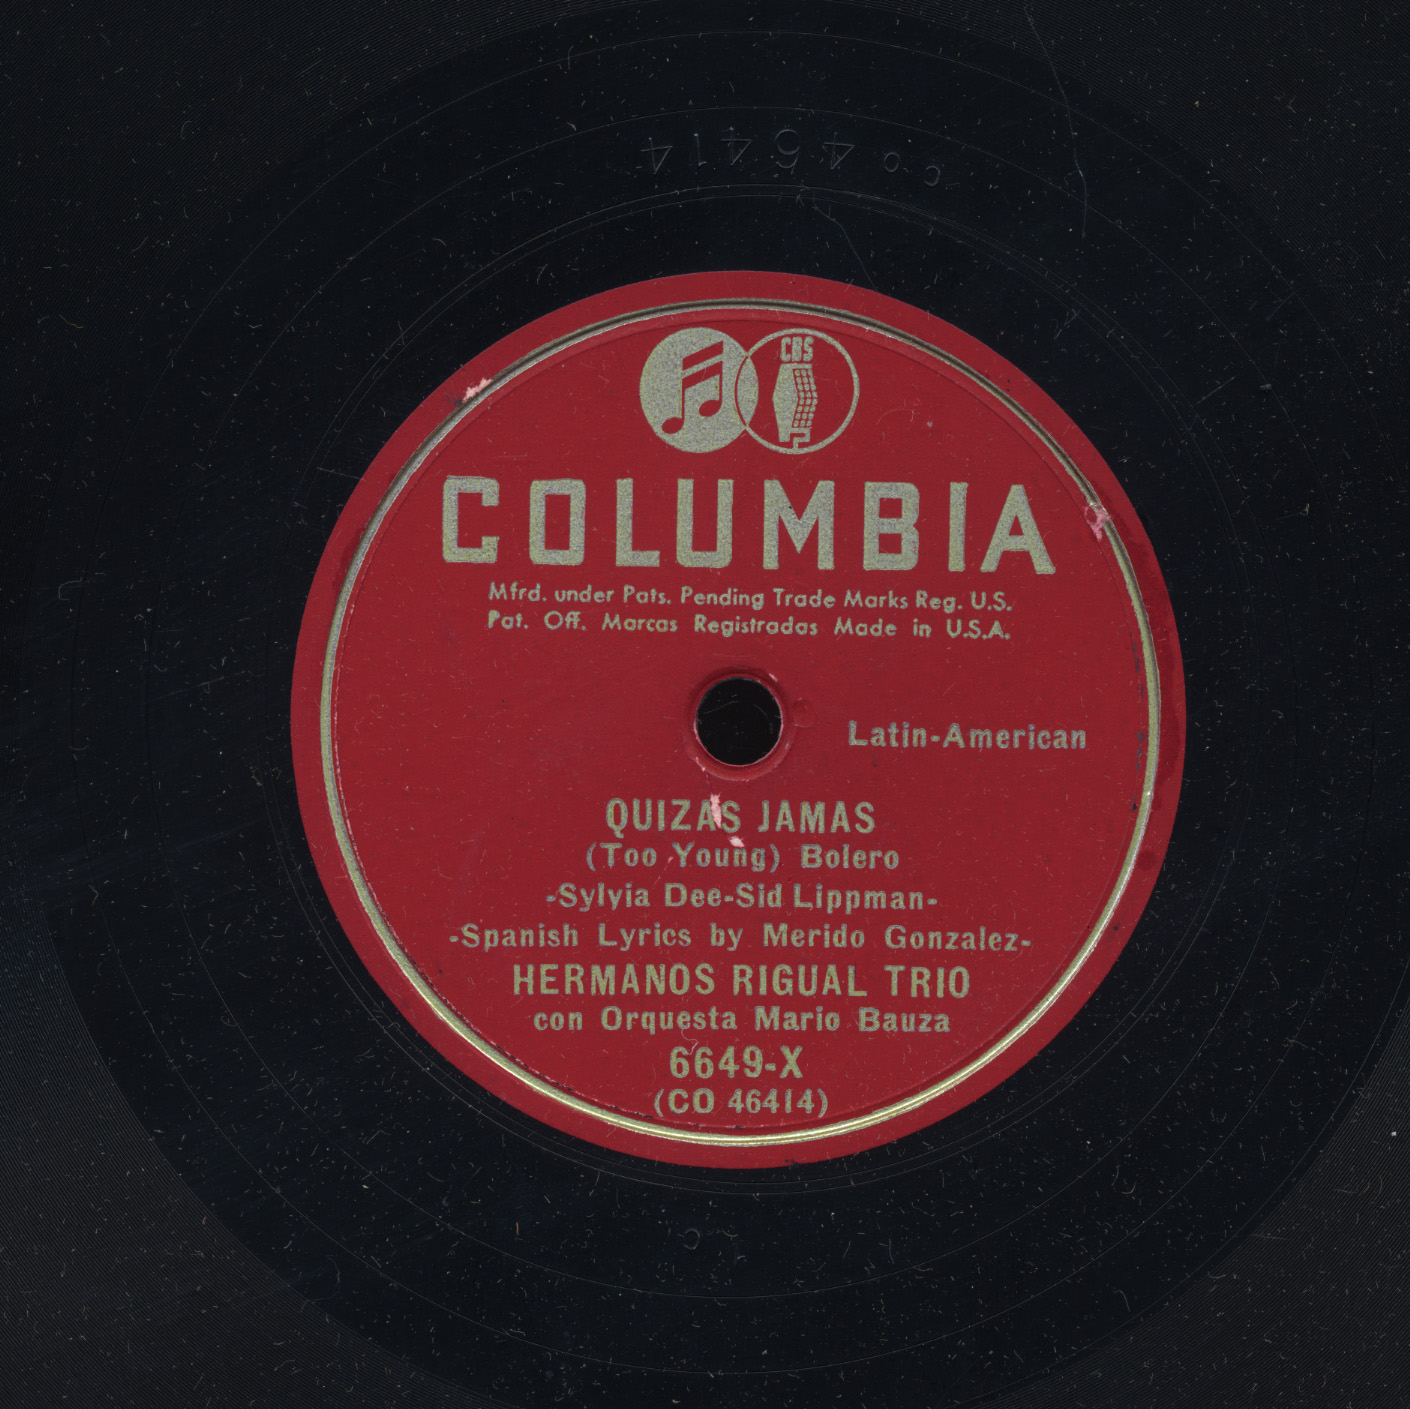 Co 46414
CBS
COLUMBIA
Mfrd. under Pats. Pending Trade Marks Reg. U.S.
Pat. Off. Marcas Registradas Made in U.S.A.
Latin-American
QUIZAS JAMAS
(Too Young) Bolero
-Sylvia Dee-Sid Lippman-
-Spanish Lyrics by Merido Gonzalez-
HERMANOS RIGUAL TRIO
con Orquesta Mario Bauza
6649-X
(CO 46414)